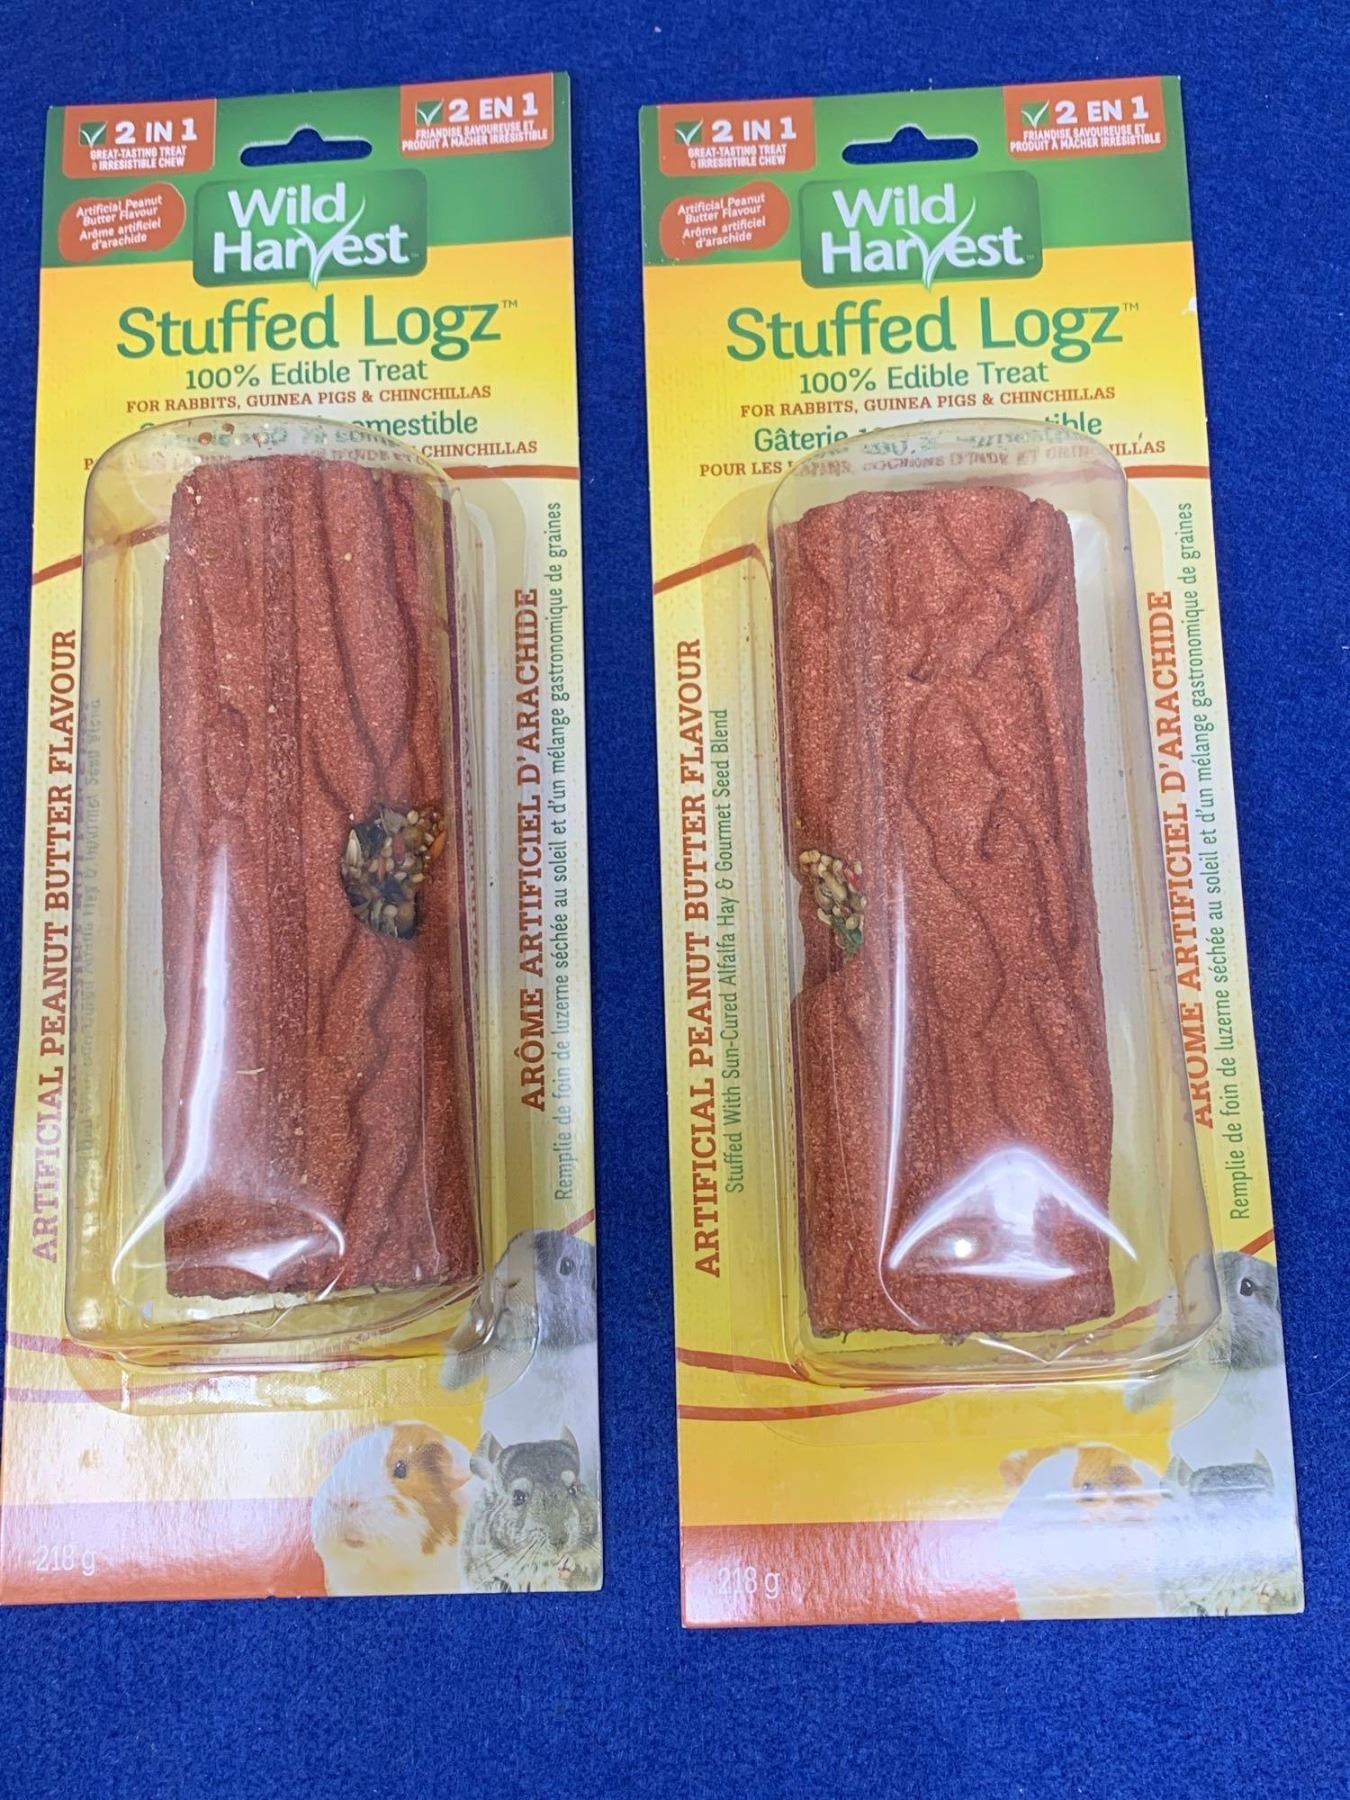 2 IN 1
GREAT-TASTING TREAT
& IRRESISTIBLE CHEW
2 EN 1
FRIANDISE SAVOUREUSE ET
PRODUIT À MÂCHER IRRÉSISTIBLE
Artificial Peanut
Butter Flavour
Arôme artificiel
d'arachide
Wild
Harvest
Stuffed Logz™
100% Edible Treat
FOR RABBITS, GUINEA PIGS & CHINCHILLAS
CHINCHILLAS
ARTIFICIAL PEANUT BUTTER FLAVOUR
ARÔME ARTIFICIEL D'ARACHIDE
Remplie de foin de luzerne séchée au soleil et d'un mélange gastronomique de graines
218 g
2 IN 1
GREAT-TASTING TREAT
& IRRESISTIBLE CHEW
2 EN 1
FRIANDISE SAVOUREUSE ET
PRODUIT À MÂCHER IRRÉSISTIBLE
Artificial Peanut
Butter Flavour
Arôme artificiel
d'arachide
Wild
Harvest
Stuffed Logz™
100% Edible Treat
FOR RABBITS, GUINEA PIGS & CHINCHILLAS
Gâterie
POUR LES
ARTIFICIAL PEANUT BUTTER FLAVOUR
Stuffed With Sun-Cured Alfalfa Hay & Gourmet Seed Blend
ARÔME ARTIFICIEL D'ARACHIDE
Remplie de foin de luzerne séchée au soleil et d'un mélange gastronomique de graines
218 g